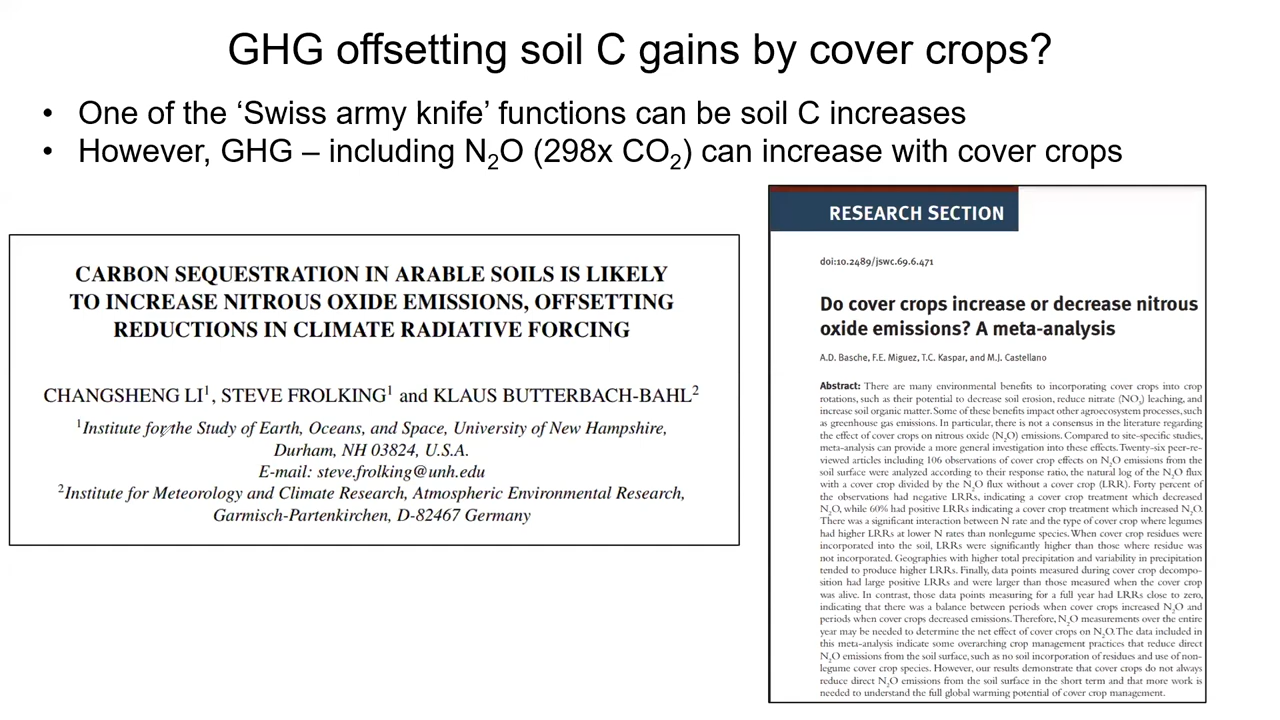 GHG offsetting soil C gains by cover crops?
• One of the ‘Swiss army knife’ functions can be soil C increases
• However, GHG – including N₂O (298x CO₂) can increase with cover crops
CARBON SEQUESTRATION IN ARABLE SOILS IS LIKELY
TO INCREASE NITROUS OXIDE EMISSIONS, OFFSETTING
REDUCTIONS IN CLIMATE RADIATIVE FORCING
CHANGSHENG LI¹, STEVE FROLKING¹ and KLAUS BUTTERBACH-BAHL²
¹Institute for the Study of Earth, Oceans, and Space, University of New Hampshire,
Durham, NH 03824, U.S.A.
E-mail: steve.frolking@unh.edu
²Institute for Meteorology and Climate Research, Atmospheric Environmental Research,
Garmisch-Partenkirchen, D-82467 Germany
RESEARCH SECTION
doi:10.2489/jswc.69.6.471
Do cover crops increase or decrease nitrous
oxide emissions? A meta-analysis
A.D. Basche, F.E. Miguez, T.C. Kaspar, and M.J. Castellano
Abstract: There are many environmental benefits to incorporating cover crops into crop
rotations, such as their potential to decrease soil erosion, reduce nitrate (NO₃) leaching, and
increase soil organic matter. Some of these benefits impact other agroecosystem processes, such
as greenhouse gas emissions. In particular, there is not a consensus in the literature regarding
the effect of cover crops on nitrous oxide (N₂O) emissions. Compared to site-specific studies,
meta-analysis can provide a more general investigation into these effects. Twenty-six peer-re-
viewed articles including 106 observations of cover crop effects on N₂O emissions from the
soil surface were analyzed according to their response ratio, the natural log of the N₂O flux
with a cover crop divided by the N₂O flux without a cover crop (LRR). Forty percent of
the observations had negative LRRs, indicating a cover crop treatment which decreased
N₂O, while 60% had positive LRRs indicating a cover crop treatment which increased N₂O.
There was a significant interaction between N rate and the type of cover crop where legumes
had higher LRRs at lower N rates than nonlegume species. When cover crop residues were
incorporated into the soil, LRRs were significantly higher than those where residue was
not incorporated. Geographies with higher total precipitation and variability in precipitation
tended to produce higher LRRs. Finally, data points measured during cover crop decompo-
sition had large positive LRRs and were larger than those measured when the cover crop
was alive. In contrast, those data points measuring for a full year had LRRs close to zero,
indicating that there was a balance between periods when cover crops increased N₂O and
periods when cover crops decreased emissions. Therefore, N₂O measurements over the entire
year may be needed to determine the net effect of cover crops on N₂O. The data included in
this meta-analysis indicate some overarching crop management practices that reduce direct
N₂O emissions from the soil surface, such as no soil incorporation of residues and use of non-
legume cover crop species. However, our results demonstrate that cover crops do not always
reduce direct N₂O emissions from the soil surface in the short term and that more work is
needed to understand the full global warming potential of cover crop management.